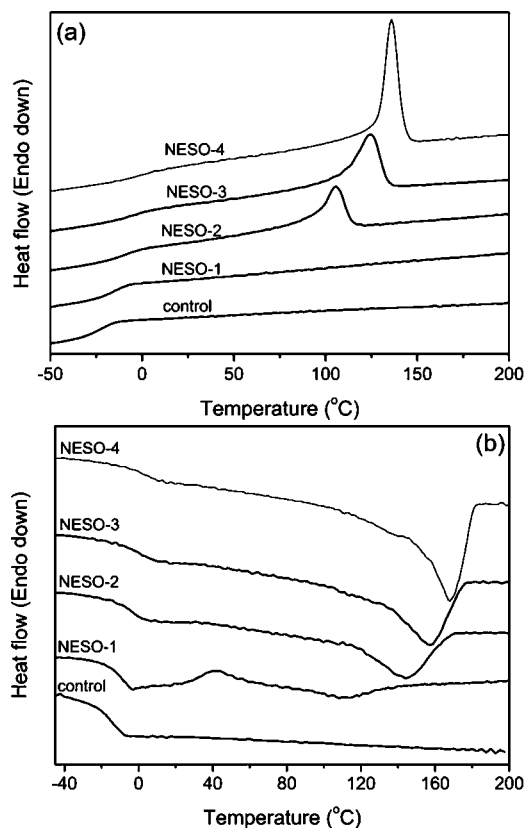 (a)
NESO-4
NESO-3
NESO-2
NESO-1
control
Heat flow (Endo down)
-50 0 50 100 150 200
Temperature (°C)
(b)
NESO-4
NESO-3
NESO-2
NESO-1
control
Heat flow (Endo down)
-40 0 40 80 120 160 200
Temperature (°C)